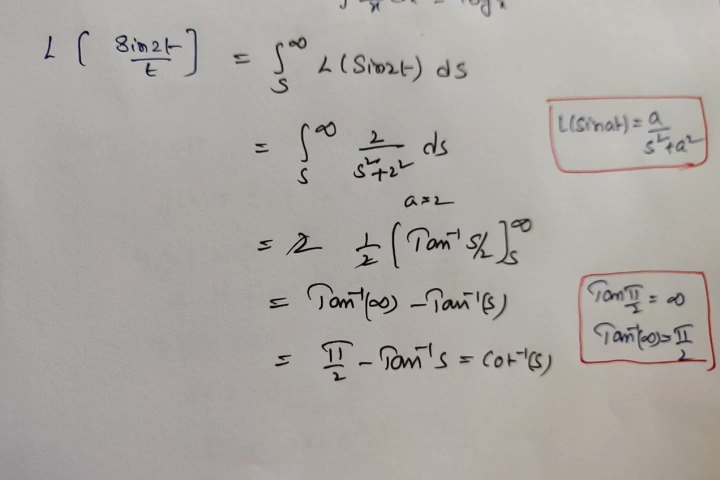 L [ Sin2t/t ] = ∫_S^∞ L(Sin2t) ds
= ∫_S^∞ 2/(s²+2²) ds
L(sinat) = a/(s²+a²)
a=2
= 2 1/2 [Tan⁻¹ S/2]_S^∞
= Tan⁻¹(∞) - Tan⁻¹(s)
Tan π/2 = ∞
Tan⁻¹(∞) = π/2
= π/2 - Tan⁻¹ s = Cot⁻¹(s)